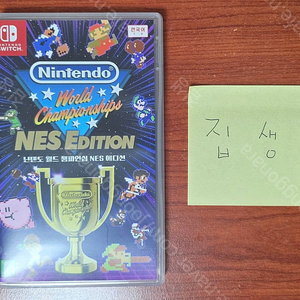 NINTENDO
SWITCH
한국어
Nintendo
World
Championships
NES EDITION
닌텐도 월드 챔피언십 NES 에디션
집 생